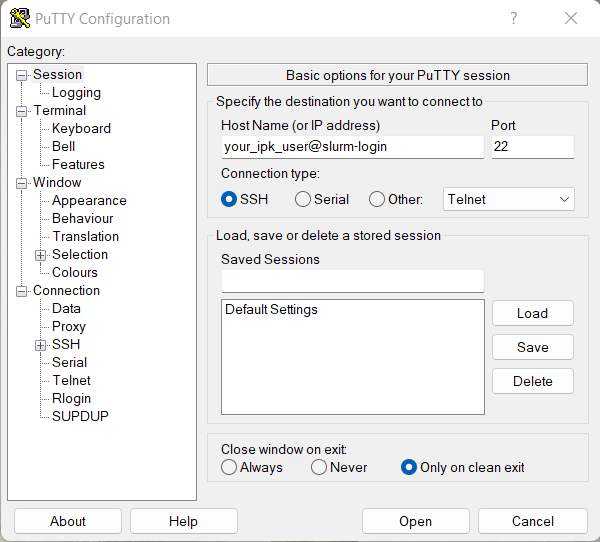 PuTTY Configuration
?
Category:
Session
Logging
Terminal
Keyboard
Bell
Features
Window
Appearance
Behaviour
Translation
Selection
Colours
Connection
Data
Proxy
SSH
Serial
Telnet
Rlogin
SUPDUP
Basic options for your PuTTY session
Specify the destination you want to connect to
Host Name (or IP address) Port
your_ipk_user@slurm-login 22
Connection type:
SSH Serial Other: Telnet
Load, save or delete a stored session
Saved Sessions
Default Settings
Load
Save
Delete
Close window on exit:
Always Never Only on clean exit
About Help Open Cancel